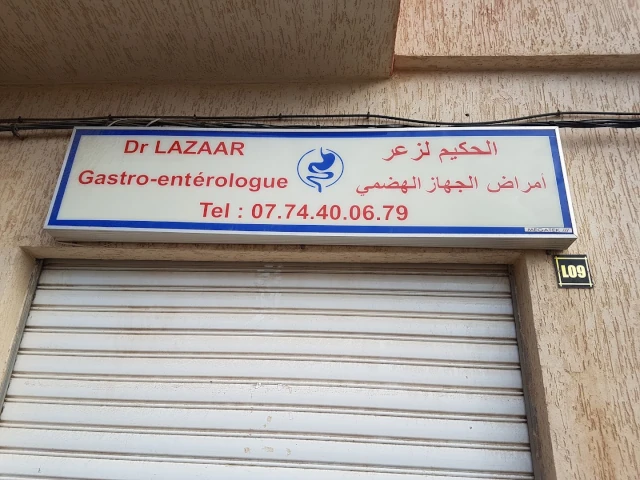 Dr LAZAAR
الحكيم لزعر
Gastro-entérologue
أمراض الجهاز الهضمي
Tel : 07.74.40.06.79
L09